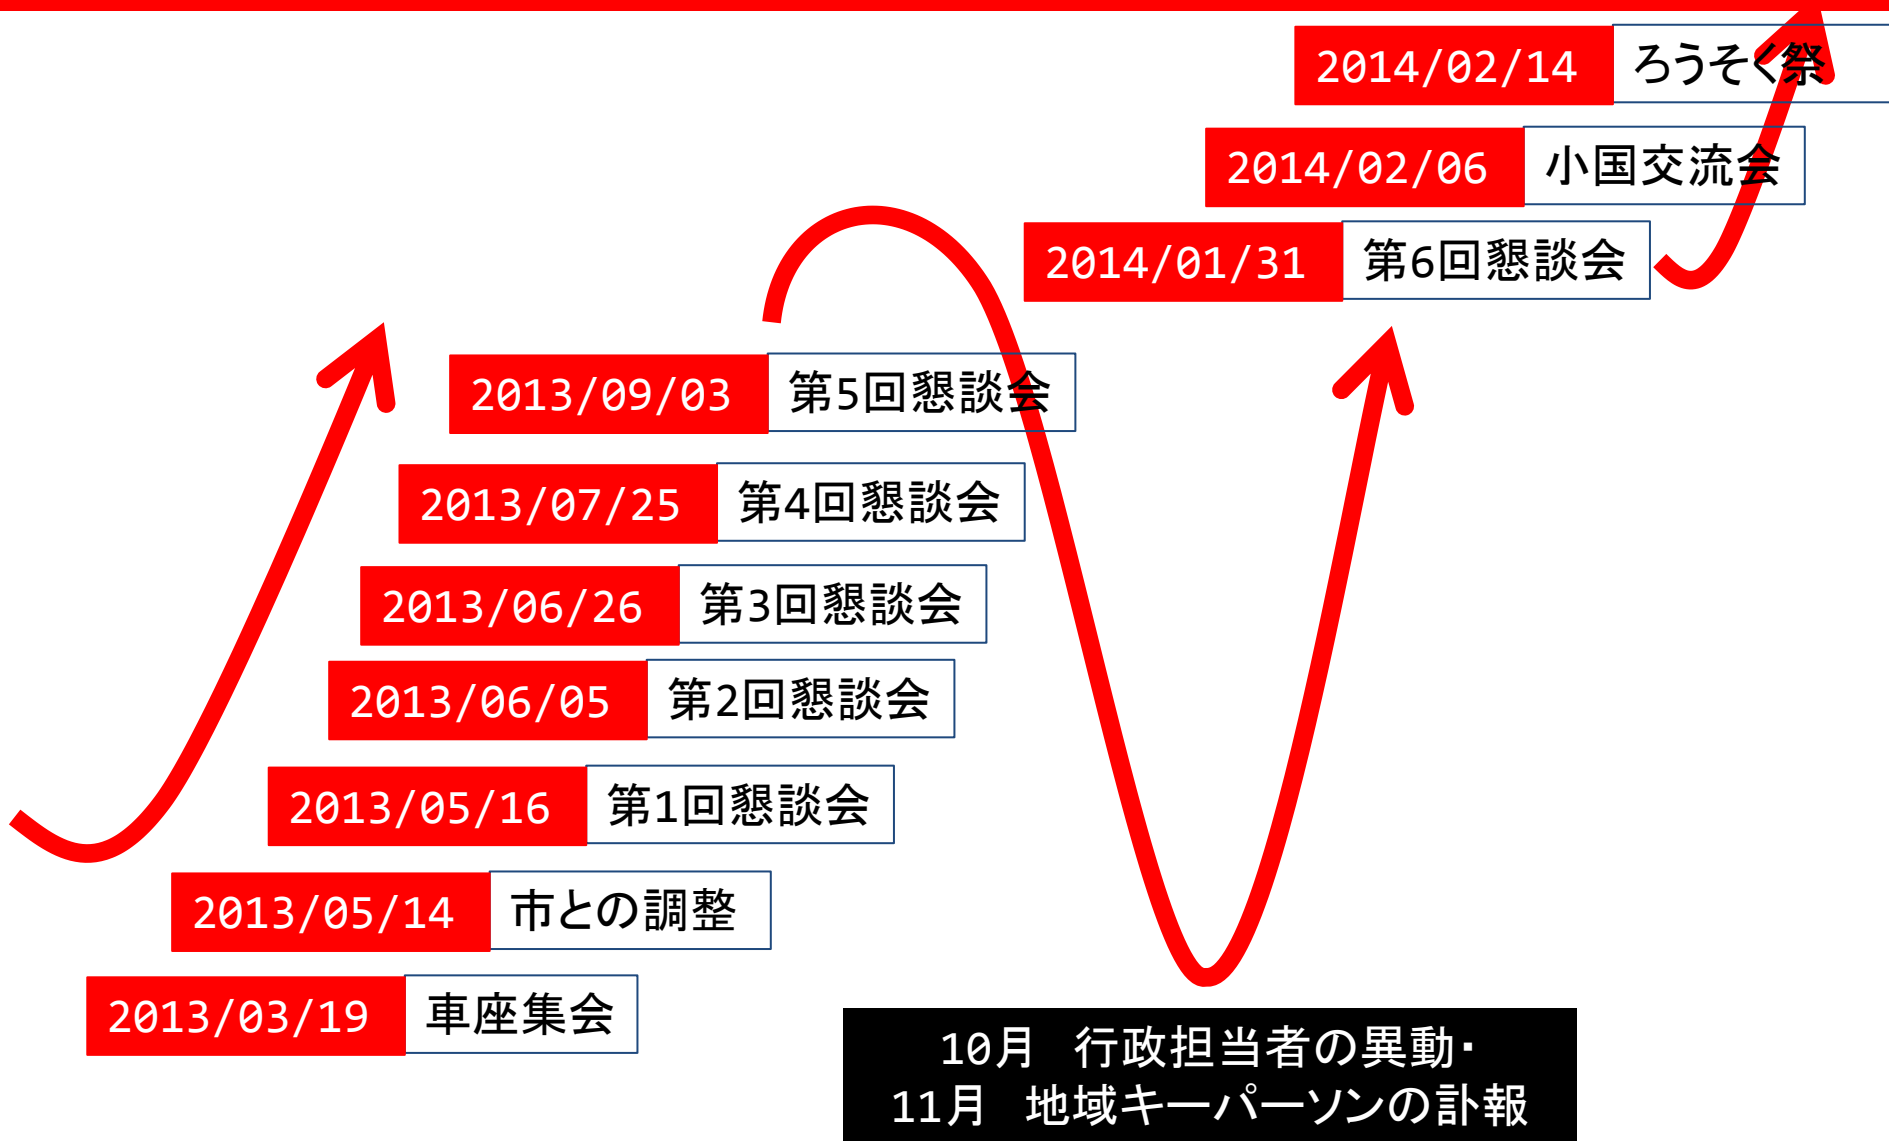 2014/02/14 ろうそく祭
2014/02/06 小国交流会
2014/01/31 第6回懇談会
2013/09/03 第5回懇談会
2013/07/25 第4回懇談会
2013/06/26 第3回懇談会
2013/06/05 第2回懇談会
2013/05/16 第1回懇談会
2013/05/14 市との調整
2013/03/19 車座集会
10月 行政担当者の異動・
11月 地域キーパーソンの訃報